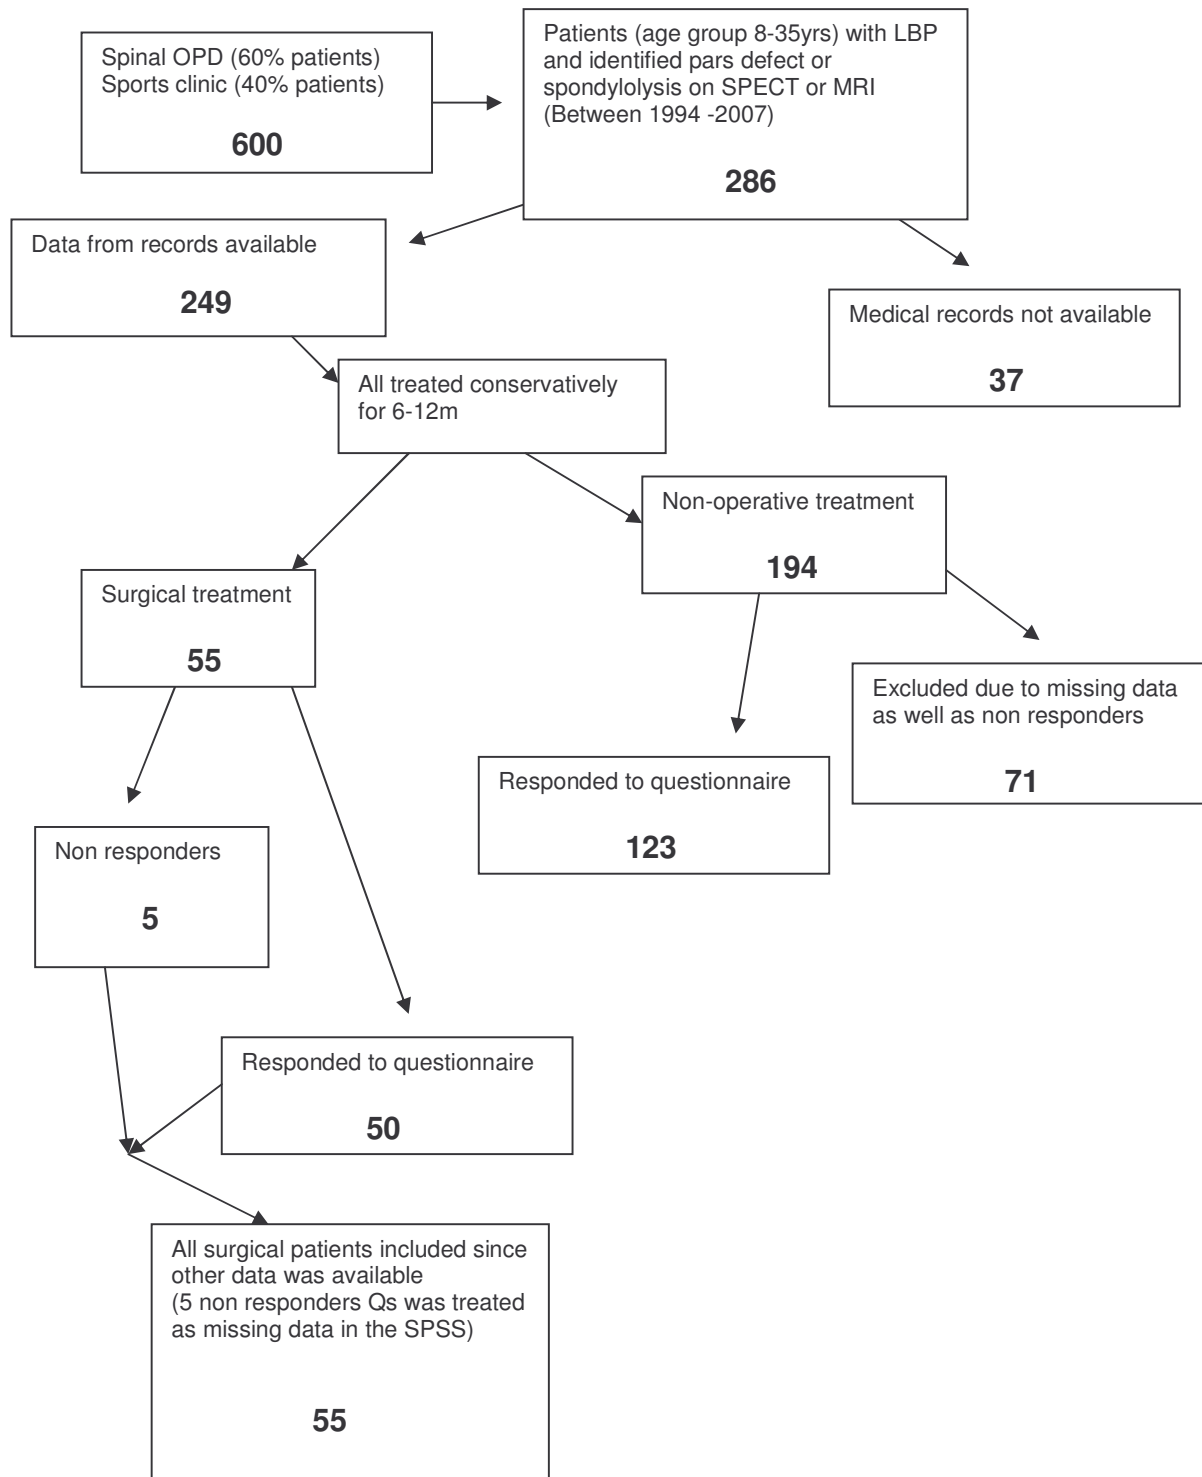 Spinal OPD (60% patients)
Sports clinic (40% patients)
600
Patients (age group 8-35yrs) with LBP
and identified pars defect or
spondylolysis on SPECT or MRI
(Between 1994 -2007)
286
Data from records available
249
Medical records not available
37
All treated conservatively
for 6-12m
Non-operative treatment
194
Surgical treatment
55
Excluded due to missing data
as well as non responders
71
Responded to questionnaire
123
Non responders
5
Responded to questionnaire
50
All surgical patients included since
other data was available
(5 non responders Qs was treated
as missing data in the SPSS)
55